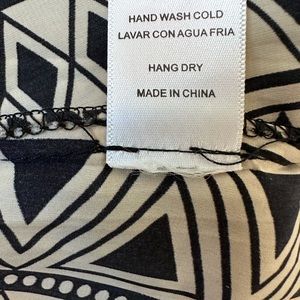 HAND WASH COLD
LAVAR CON AGUA FRIA
HANG DRY
MADE IN CHINA